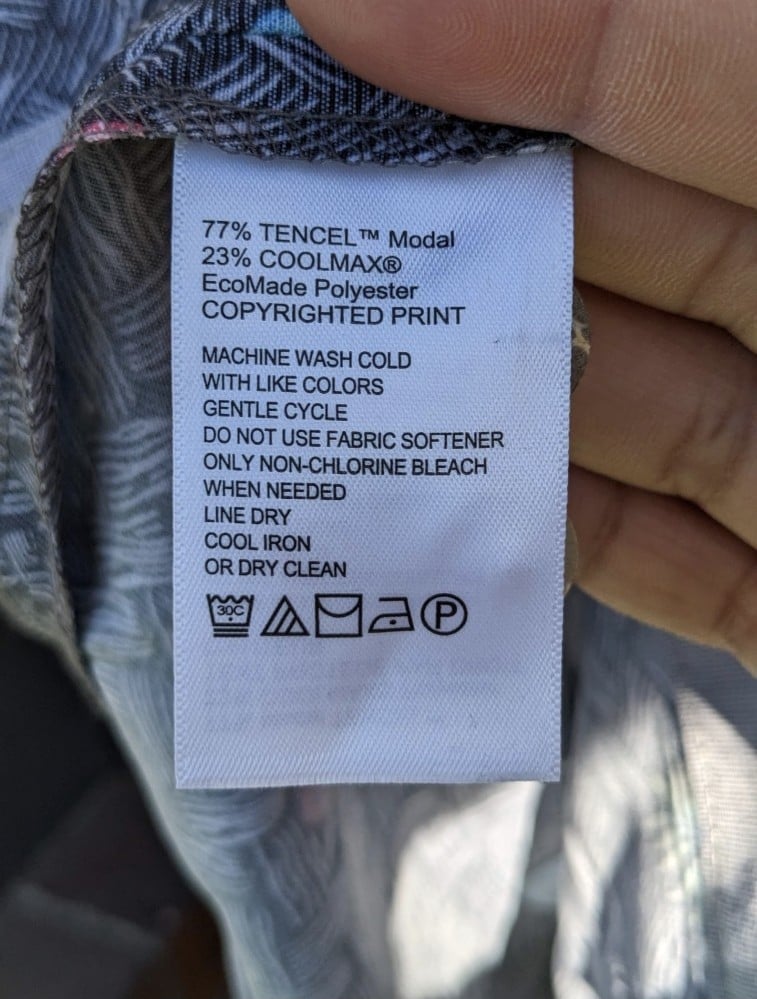 77% TENCEL™ Modal
23% COOLMAX®
EcoMade Polyester
COPYRIGHTED PRINT
MACHINE WASH COLD
WITH LIKE COLORS
GENTLE CYCLE
DO NOT USE FABRIC SOFTENER
ONLY NON-CHLORINE BLEACH
WHEN NEEDED
LINE DRY
COOL IRON
OR DRY CLEAN
30C P